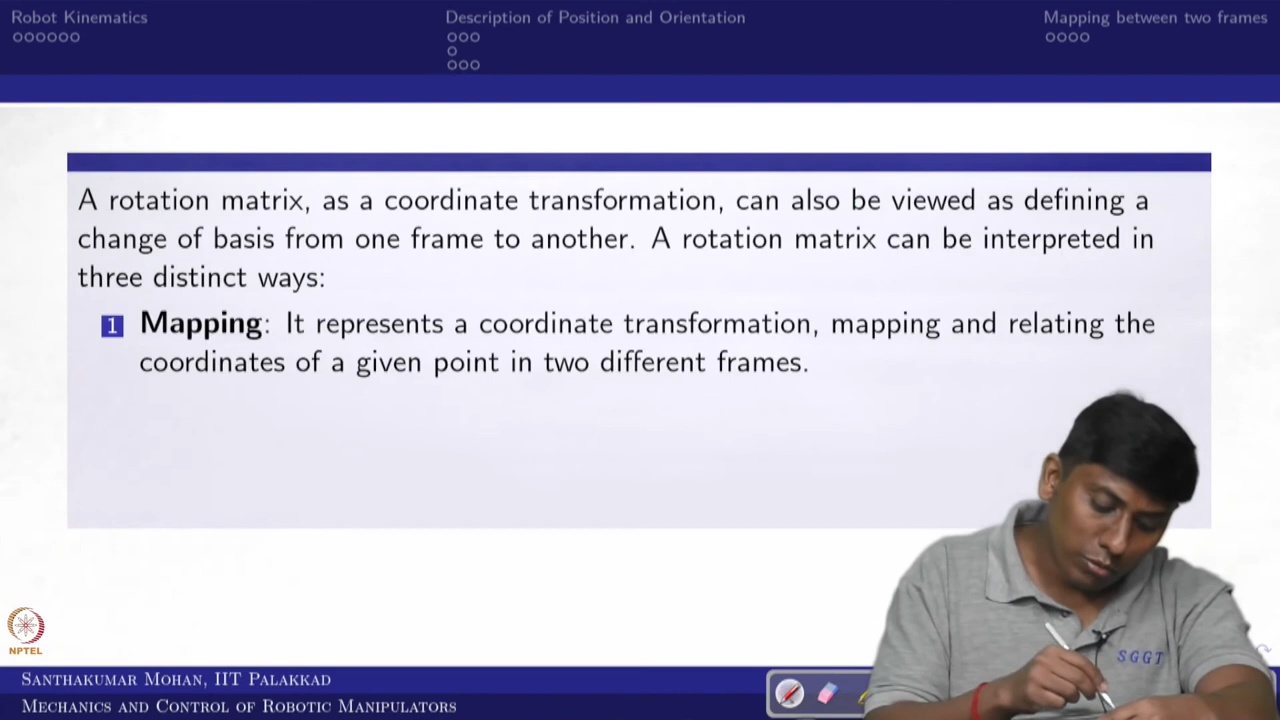 Robot Kinematics
Description of Position and Orientation
Mapping between two frames
A rotation matrix, as a coordinate transformation, can also be viewed as defining a
change of basis from one frame to another. A rotation matrix can be interpreted in
three distinct ways:
1 Mapping: It represents a coordinate transformation, mapping and relating the
coordinates of a given point in two different frames.
NPTEL
SGGT
Santhakumar Mohan, IIT Palakkad
Mechanics and Control of Robotic Manipulators